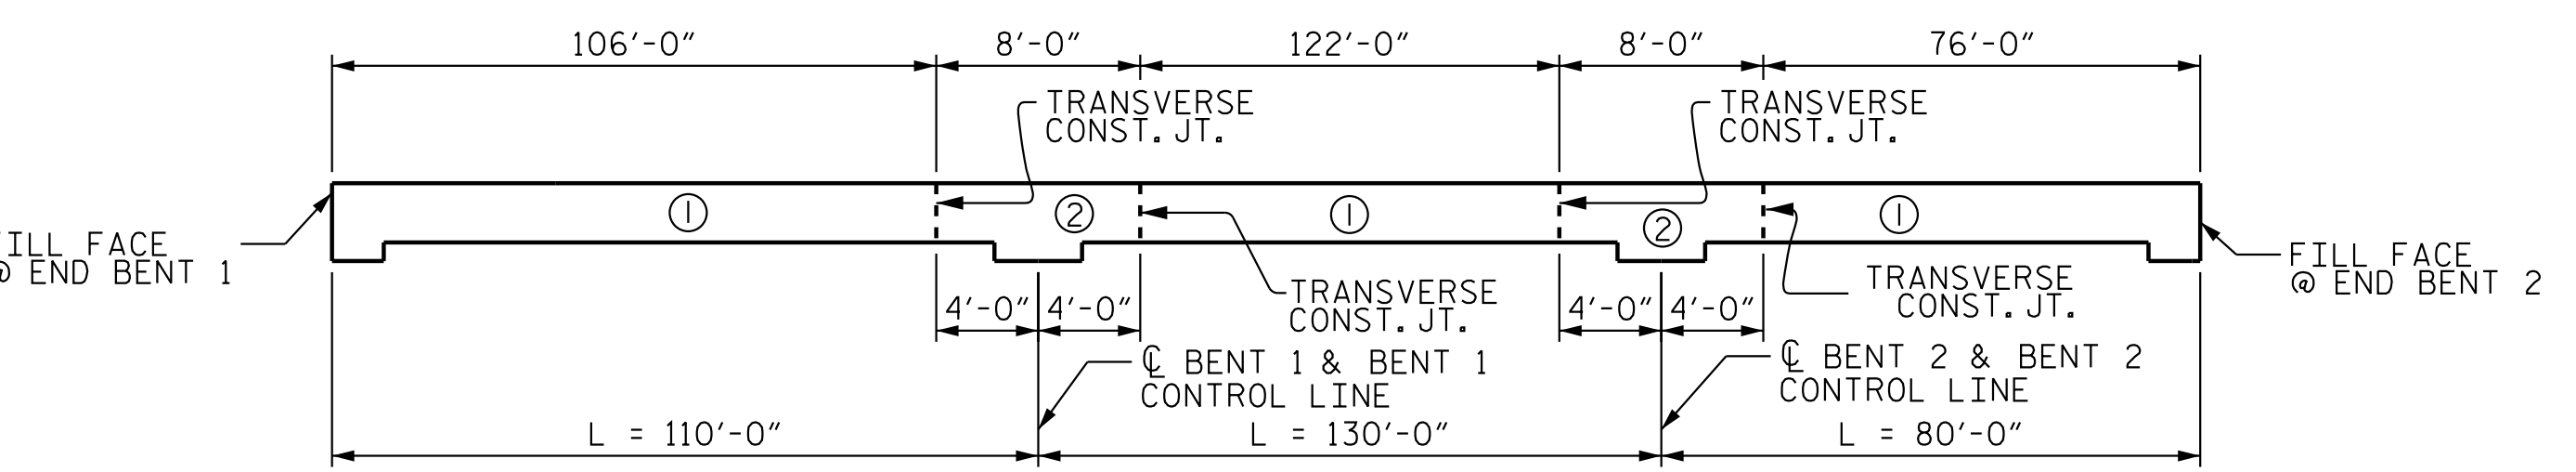 106'-0"
8'-0"
122'-0"
8'-0"
76'-0"
TRANSVERSE
CONST. JT.
TRANSVERSE
CONST. JT.
1
2
1
2
1
FILL FACE
@ END BENT 1
FILL FACE
@ END BENT 2
TRANSVERSE
CONST. JT.
TRANSVERSE
CONST. JT.
4'-0"
4'-0"
4'-0"
4'-0"
℄ BENT 1 & BENT 1
CONTROL LINE
℄ BENT 2 & BENT 2
CONTROL LINE
L = 110'-0"
L = 130'-0"
L = 80'-0"